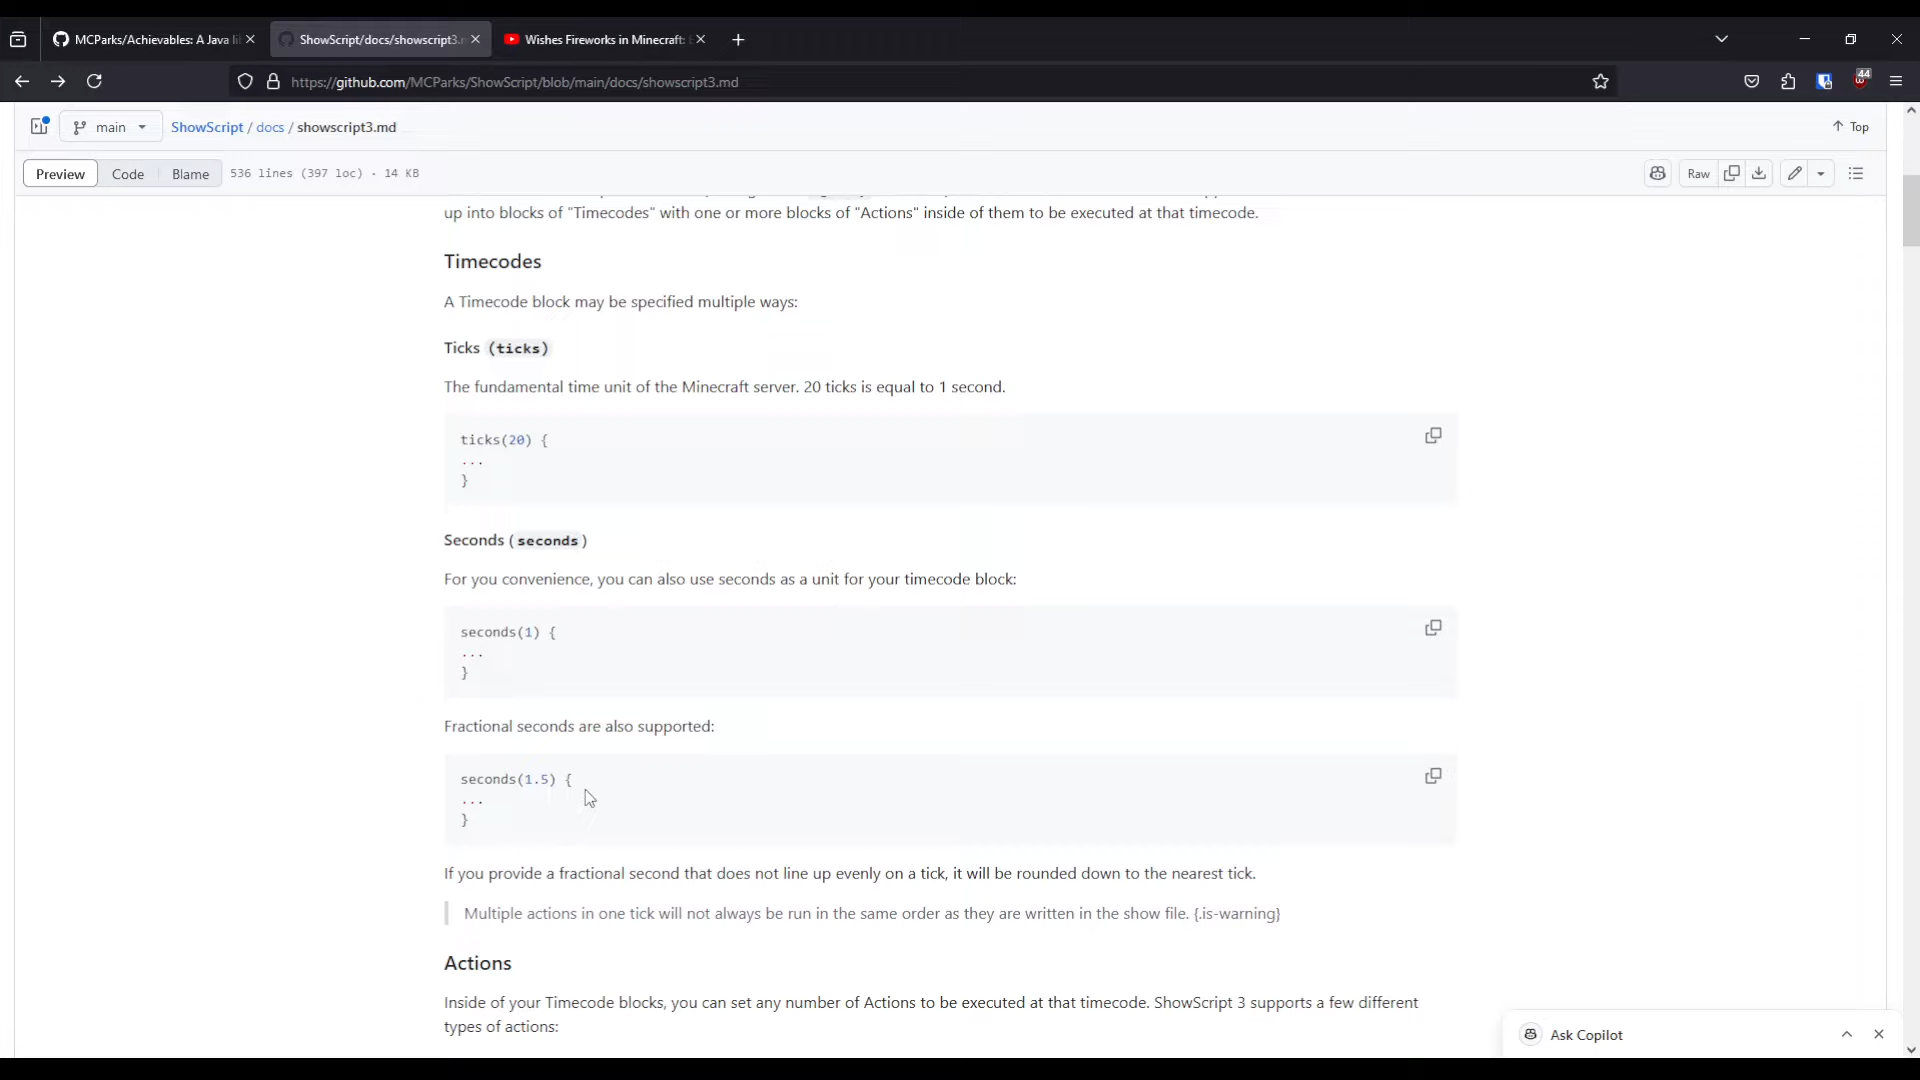 MCParks/Achievables: A Java li
ShowScript/docs/showscript3.m
Wishes Fireworks in Minecraft:
https://github.com/MCParks/ShowScript/blob/main/docs/showscript3.md
44
main
ShowScript / docs / showscript3.md
Top
Preview
Code
Blame
536 lines (397 loc) · 14 KB
Raw
up into blocks of "Timecodes" with one or more blocks of "Actions" inside of them to be executed at that timecode.
Timecodes
A Timecode block may be specified multiple ways:
Ticks (ticks)
The fundamental time unit of the Minecraft server. 20 ticks is equal to 1 second.
ticks(20) {
...
}
Seconds (seconds)
For you convenience, you can also use seconds as a unit for your timecode block:
seconds(1) {
...
}
Fractional seconds are also supported:
seconds(1.5) {
...
}
If you provide a fractional second that does not line up evenly on a tick, it will be rounded down to the nearest tick.
Multiple actions in one tick will not always be run in the same order as they are written in the show file. {.is-warning}
Actions
Inside of your Timecode blocks, you can set any number of Actions to be executed at that timecode. ShowScript 3 supports a few different
types of actions:
Ask Copilot